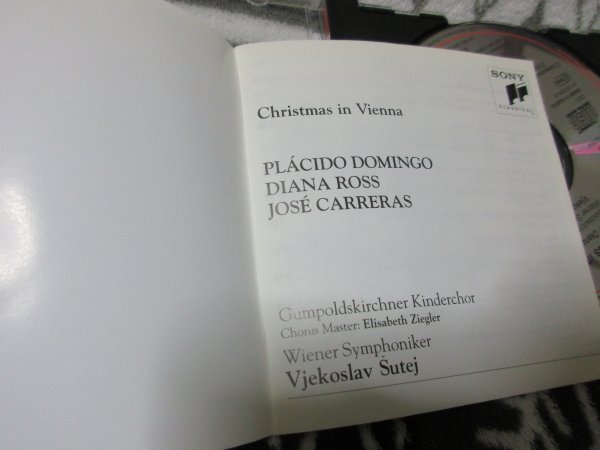 SONY
CLASSICAL
Christmas in Vienna
PLÁCIDO DOMINGO
DIANA ROSS
JOSÉ CARRERAS
Gumpoldskirchner Kinderchor
Chorus Master: Elisabeth Ziegler
Wiener Symphoniker
Vjekoslav Šutej